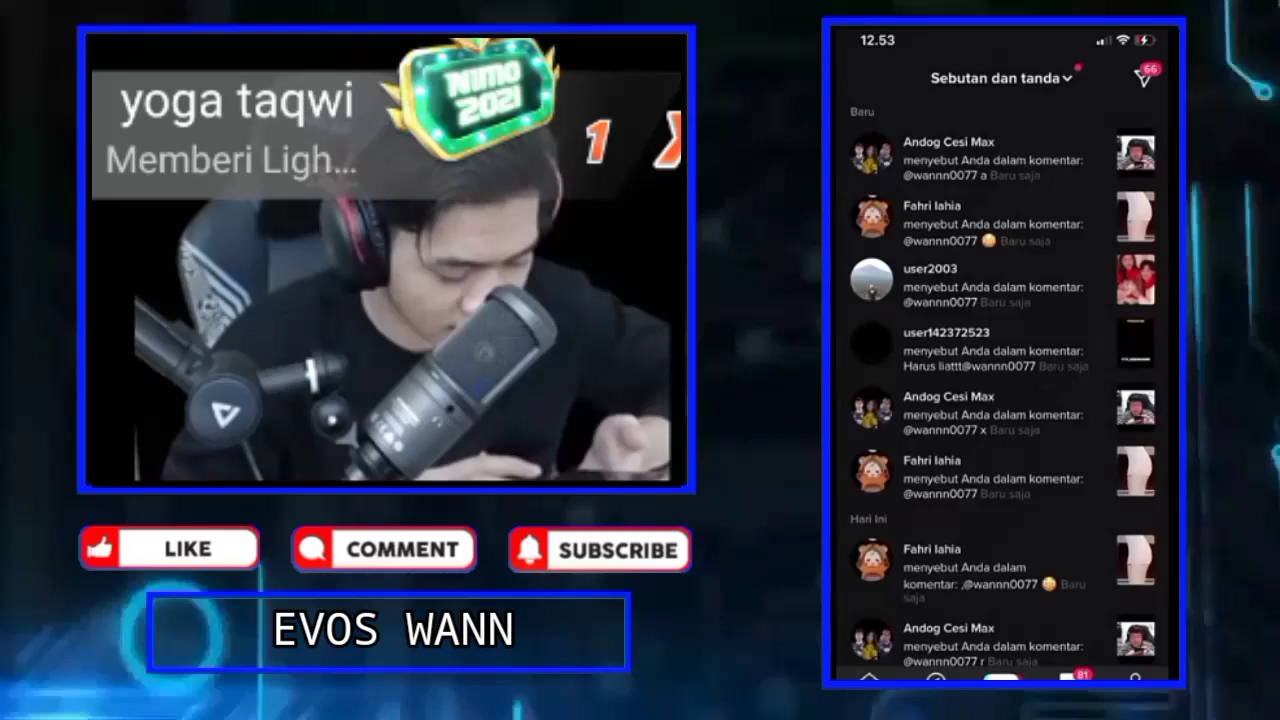 yoga taqwi
Memberi Ligh...
NIMO
2021
1 X
LIKE
COMMENT
SUBSCRIBE
EVOS WANN
12.53
Sebutan dan tanda
66
Baru
Andog Cesi Max
menyebut Anda dalam komentar:
@wannn0077 a Baru saja
Fahri lahia
menyebut Anda dalam komentar:
@wannn0077 😳 Baru saja
user2003
menyebut Anda dalam komentar:
@wannn0077 Baru saja
user142372523
menyebut Anda dalam komentar:
Harus liattt@wannn0077 Baru saja
Andog Cesi Max
menyebut Anda dalam komentar:
@wannn0077 x Baru saja
Fahri lahia
menyebut Anda dalam komentar:
@wannn0077 Baru saja
Hari Ini
Fahri lahia
menyebut Anda dalam
komentar: ,@wannn0077 😳 Baru
saja
Andog Cesi Max
menyebut Anda dalam komentar:
@wannn0077 r Baru saja
81